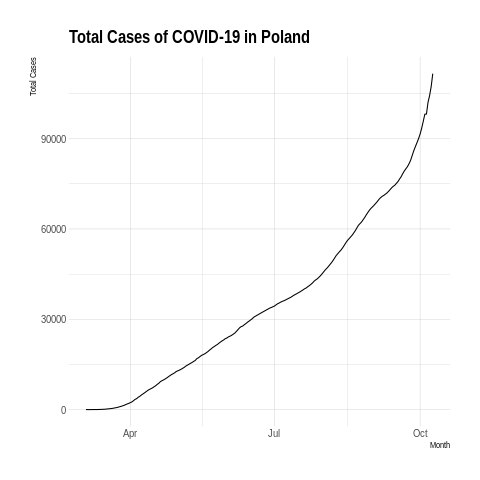 Total Cases of COVID-19 in Poland
Total Cases
90000
60000
30000
0
Apr
Jul
Oct
Month